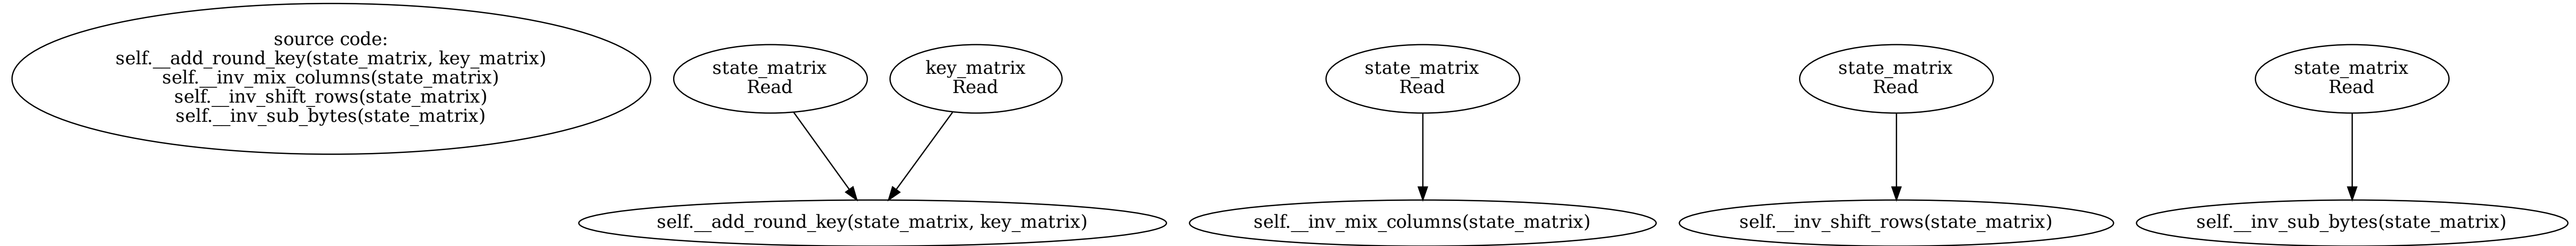 source code:
self.__add_round_key(state_matrix, key_matrix)
self.__inv_mix_columns(state_matrix)
self.__inv_shift_rows(state_matrix)
self.__inv_sub_bytes(state_matrix)
state_matrix
Read
key_matrix
Read
state_matrix
Read
state_matrix
Read
state_matrix
Read
self.__add_round_key(state_matrix, key_matrix)
self.__inv_mix_columns(state_matrix)
self.__inv_shift_rows(state_matrix)
self.__inv_sub_bytes(state_matrix)